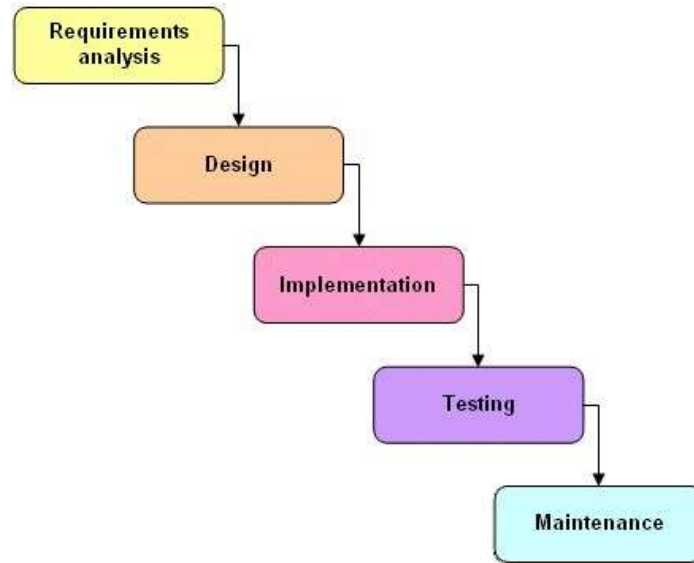 Requirements
analysis
Design
Implementation
Testing
Maintenance